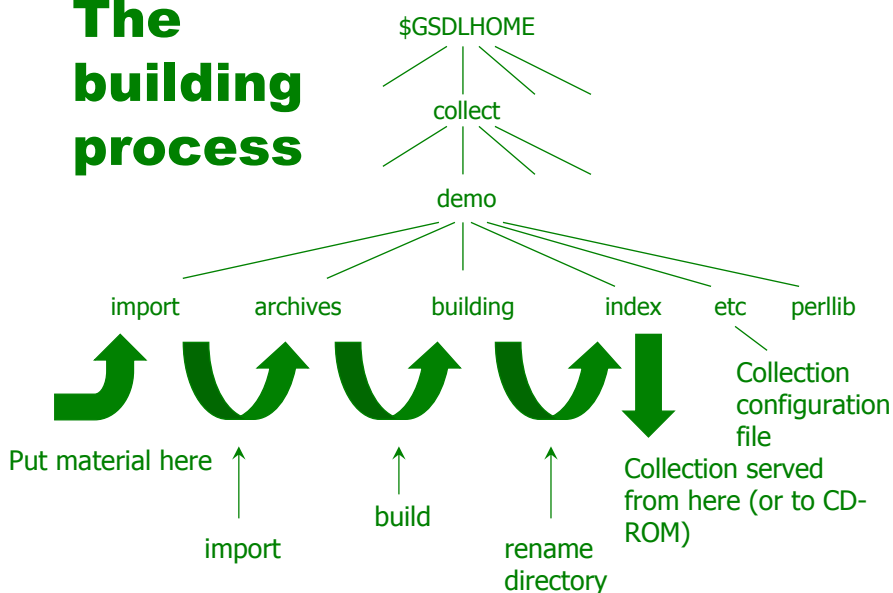 The
building
process
$GSDLHOME
collect
demo
import archives building index etc perllib
Collection
configuration
file
Put material here
Collection served
from here (or to CD-
ROM)
import
build
rename
directory